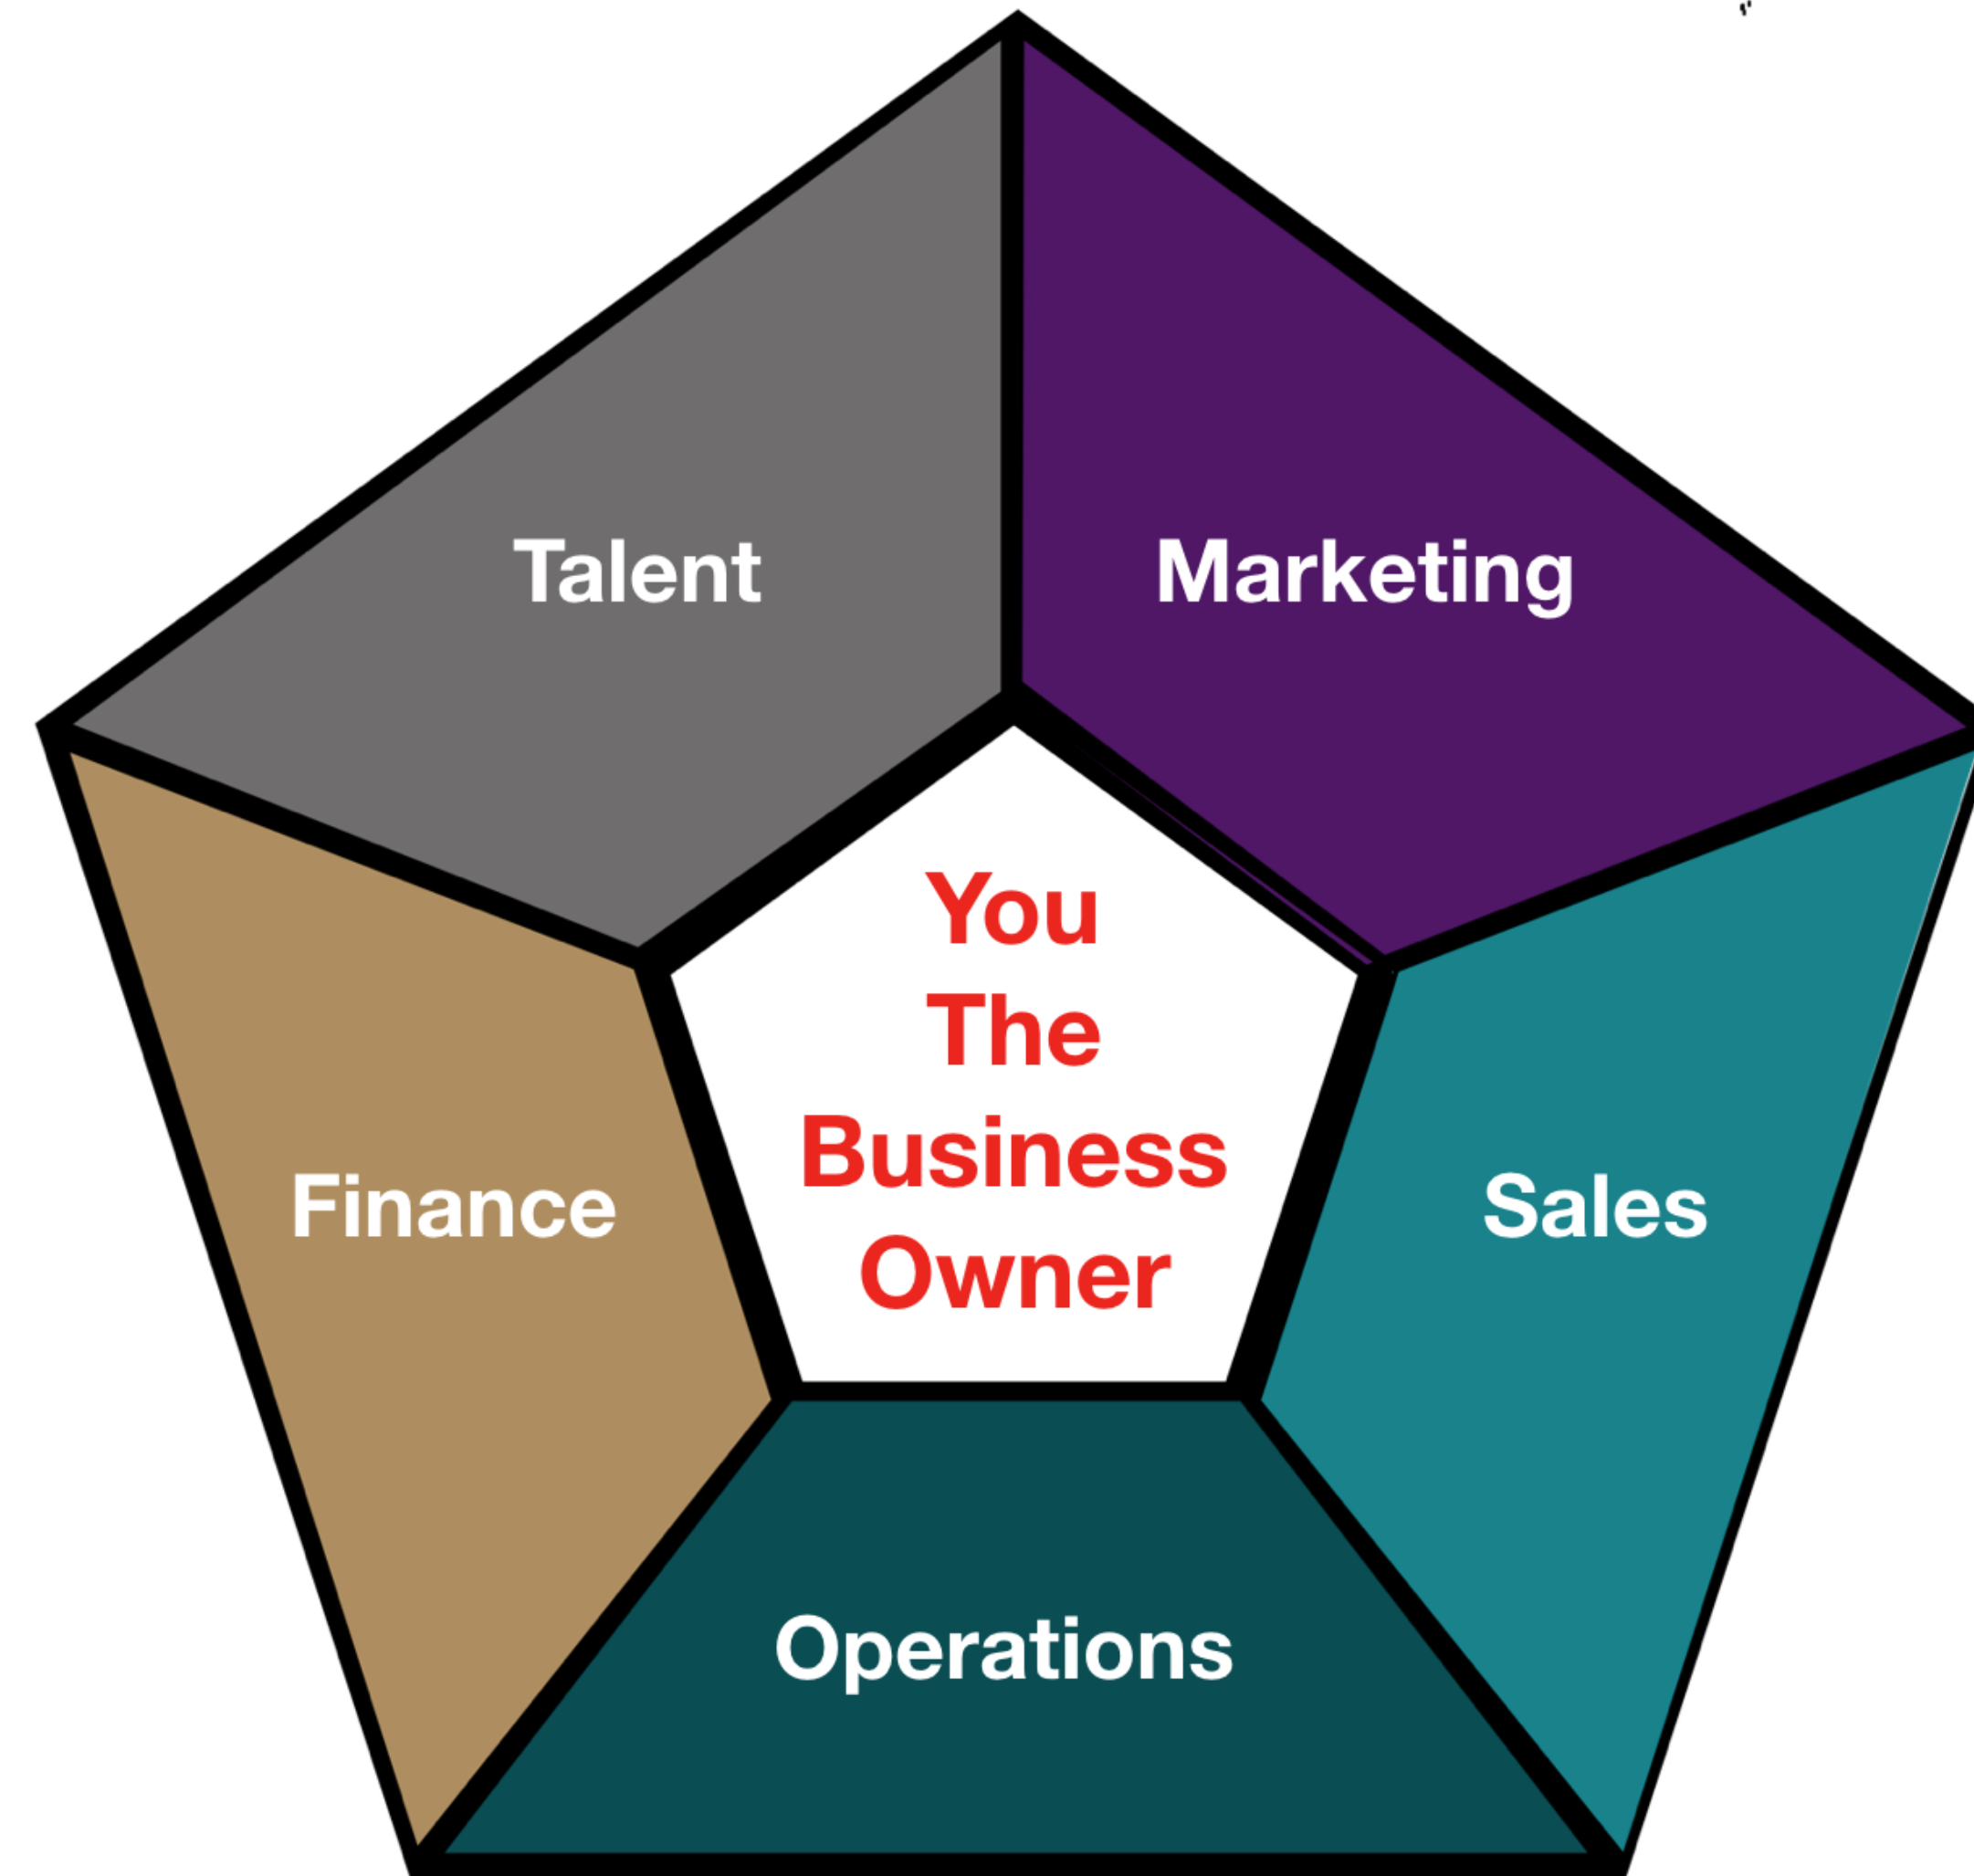 Talent
Marketing
You
The
Business
Owner
Finance
Sales
Operations